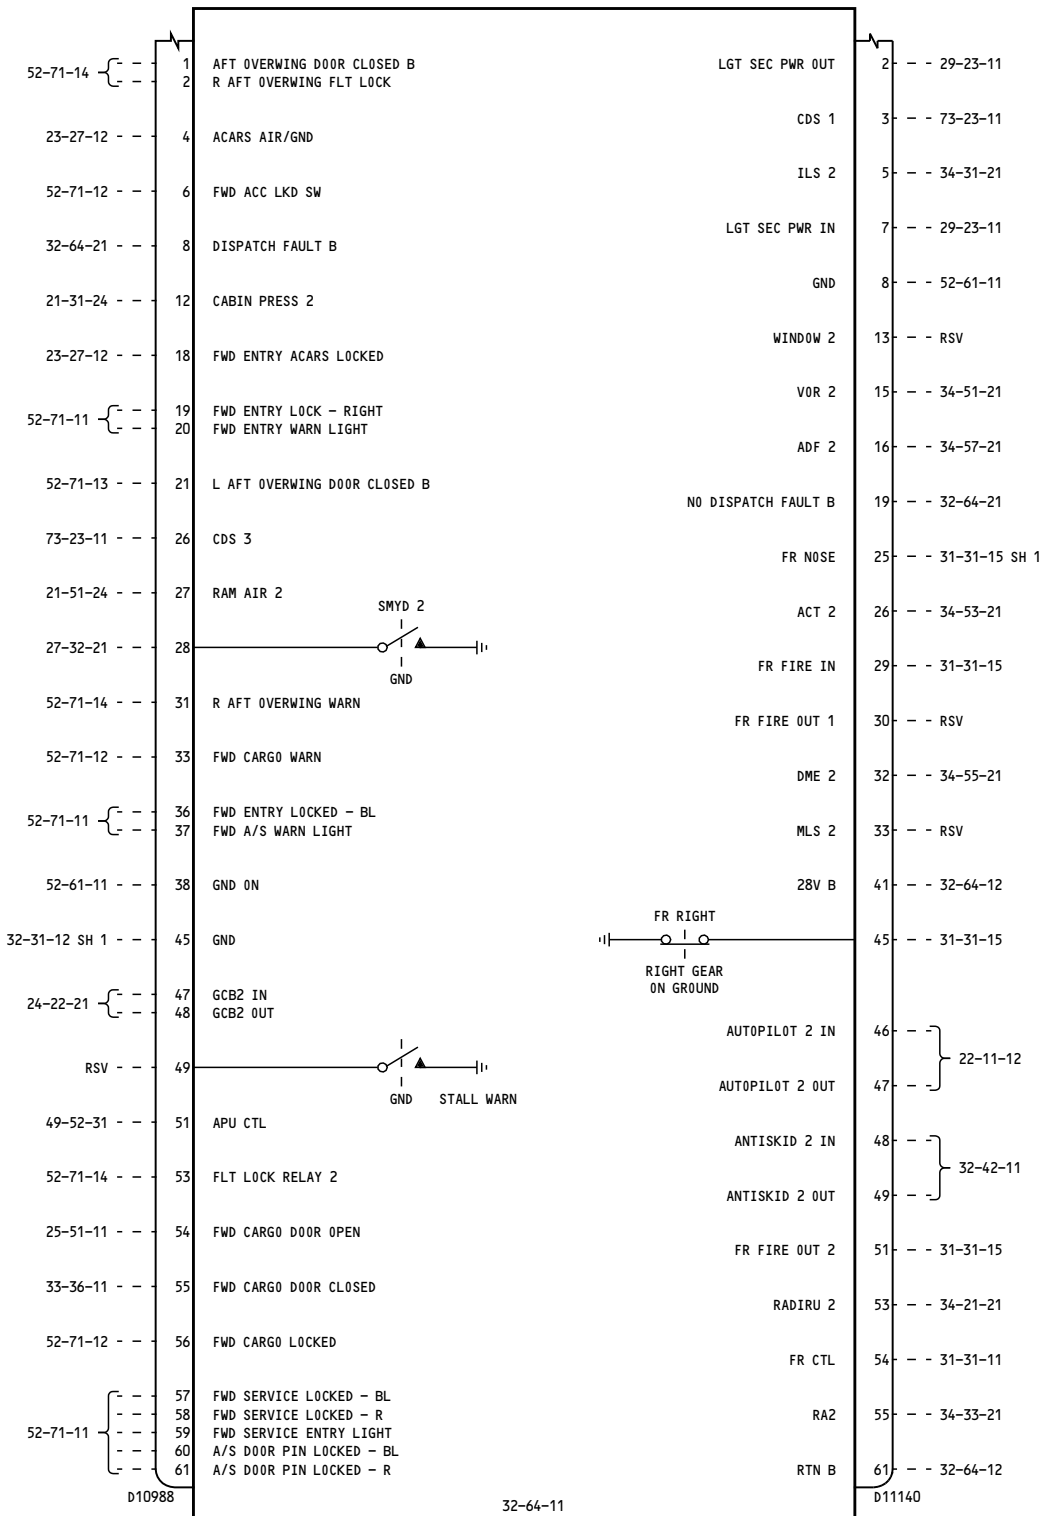 52-71-14 1 AFT OVERWING DOOR CLOSED B
2 R AFT OVERWING FLT LOCK
23-27-12 4 ACARS AIR/GND
52-71-12 6 FWD ACC LKD SW
32-64-21 8 DISPATCH FAULT B
21-31-24 12 CABIN PRESS 2
23-27-12 18 FWD ENTRY ACARS LOCKED
52-71-11 19 FWD ENTRY LOCK - RIGHT
20 FWD ENTRY WARN LIGHT
52-71-13 21 L AFT OVERWING DOOR CLOSED B
73-23-11 26 CDS 3
21-51-24 27 RAM AIR 2
SMYD 2
27-32-21 28
GND
52-71-14 31 R AFT OVERWING WARN
52-71-12 33 FWD CARGO WARN
52-71-11 36 FWD ENTRY LOCKED - BL
37 FWD A/S WARN LIGHT
52-61-11 38 GND ON
32-31-12 SH 1 45 GND
24-22-21 47 GCB2 IN
48 GCB2 OUT
RSV 49
GND STALL WARN
49-52-31 51 APU CTL
52-71-14 53 FLT LOCK RELAY 2
25-51-11 54 FWD CARGO DOOR OPEN
33-36-11 55 FWD CARGO DOOR CLOSED
52-71-12 56 FWD CARGO LOCKED
52-71-11 57 FWD SERVICE LOCKED - BL
58 FWD SERVICE LOCKED - R
59 FWD SERVICE ENTRY LIGHT
60 A/S DOOR PIN LOCKED - BL
61 A/S DOOR PIN LOCKED - R
D10988
LGT SEC PWR OUT 2 29-23-11
CDS 1 3 73-23-11
ILS 2 5 34-31-21
LGT SEC PWR IN 7 29-23-11
GND 8 52-61-11
WINDOW 2 13 RSV
VOR 2 15 34-51-21
ADF 2 16 34-57-21
NO DISPATCH FAULT B 19 32-64-21
FR NOSE 25 31-31-15 SH 1
ACT 2 26 34-53-21
FR FIRE IN 29 31-31-15
FR FIRE OUT 1 30 RSV
DME 2 32 34-55-21
MLS 2 33 RSV
28V B 41 32-64-12
FR RIGHT
45 31-31-15
RIGHT GEAR
ON GROUND
AUTOPILOT 2 IN 46
22-11-12
AUTOPILOT 2 OUT 47
ANTISKID 2 IN 48
32-42-11
ANTISKID 2 OUT 49
FR FIRE OUT 2 51 31-31-15
RADIRU 2 53 34-21-21
FR CTL 54 31-31-11
RA2 55 34-33-21
RTN B 61 32-64-12
D11140
32-64-11